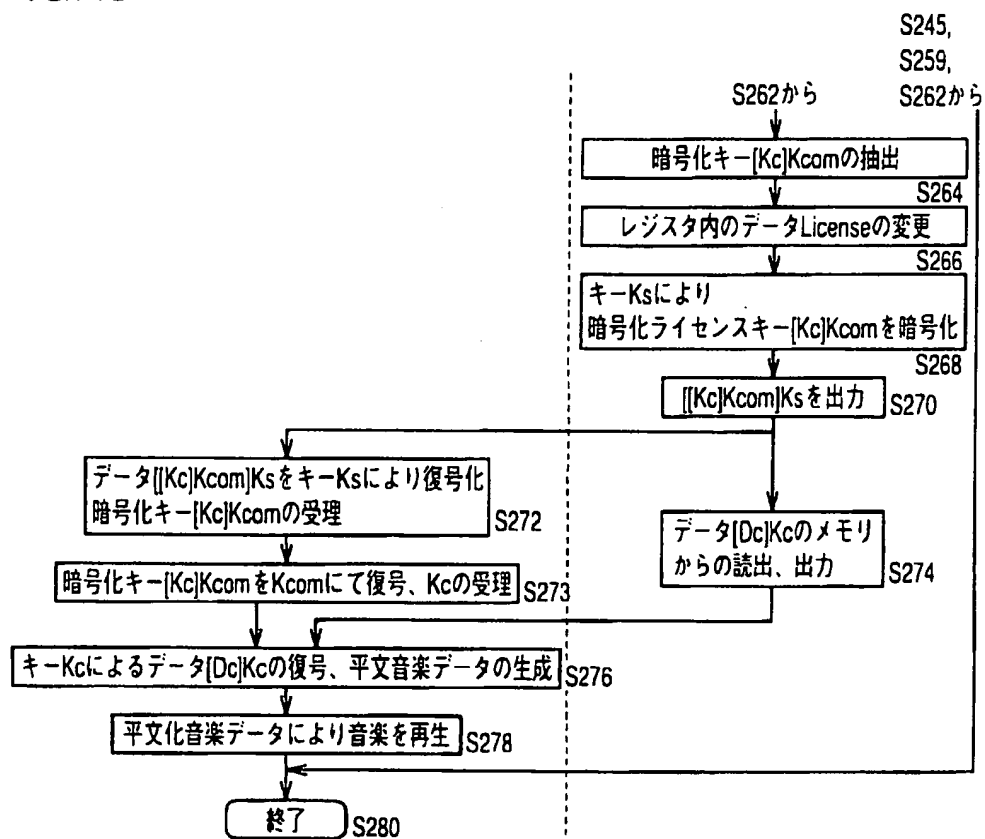 S245,
S259,
S262から
S262から
暗号化キー[Kc]Kcomの抽出
S264
レジスタ内のデータLicenseの変更
S266
キーKsにより
暗号化ライセンスキー[Kc]Kcomを暗号化
S268
[[Kc]Kcom]Ksを出力
S270
データ[[Kc]Kcom]KsをキーKsにより復号化
暗号化キー[Kc]Kcomの受理
S272
データ[Dc]Kcのメモリ
からの読出、出力
S274
暗号化キー[Kc]KcomをKcomにて復号、Kcの受理
S273
キーKcによるデータ[Dc]Kcの復号、平文音楽データの生成
S276
平文化音楽データにより音楽を再生
S278
終了
S280